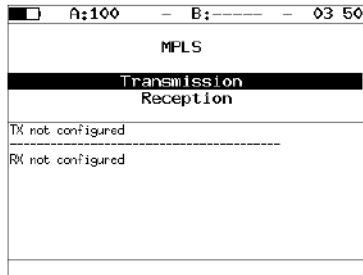 A:100 – B:----- – 03 50
MPLS
Transmission
Reception
TX not configured
----------------------------------------
RX not configured